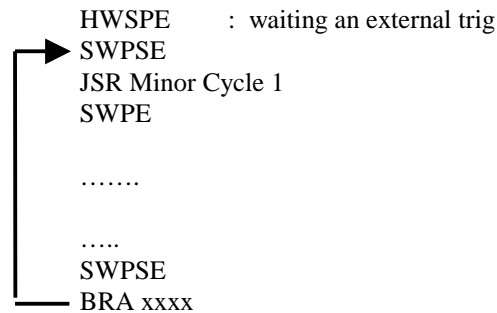 HWSPE : waiting an external trig
SWPSE
JSR Minor Cycle 1
SWPE
…….
…..
SWPSE
BRA xxxx